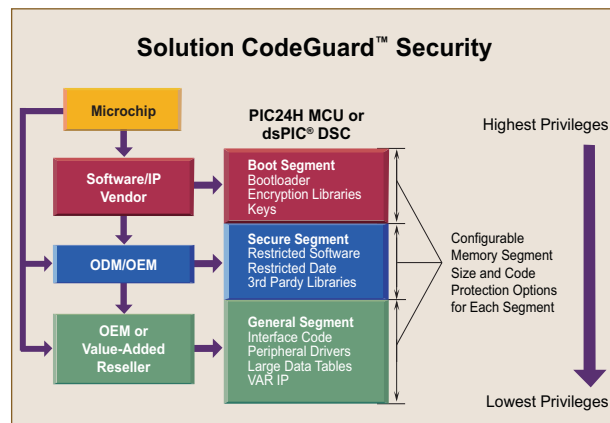 Solution CodeGuard™ Security
Microchip
PIC24H MCU or
dsPIC® DSC
Highest Privileges
Software/IP
Vendor
Boot Segment
Bootloader
Encryption Libraries
Keys
ODM/OEM
Secure Segment
Restricted Software
Restricted Date
3rd Pardy Libraries
Configurable
Memory Segment
Size and Code
Protection Options
for Each Segment
OEM or
Value-Added
Reseller
General Segment
Interface Code
Peripheral Drivers
Large Data Tables
VAR IP
Lowest Privileges